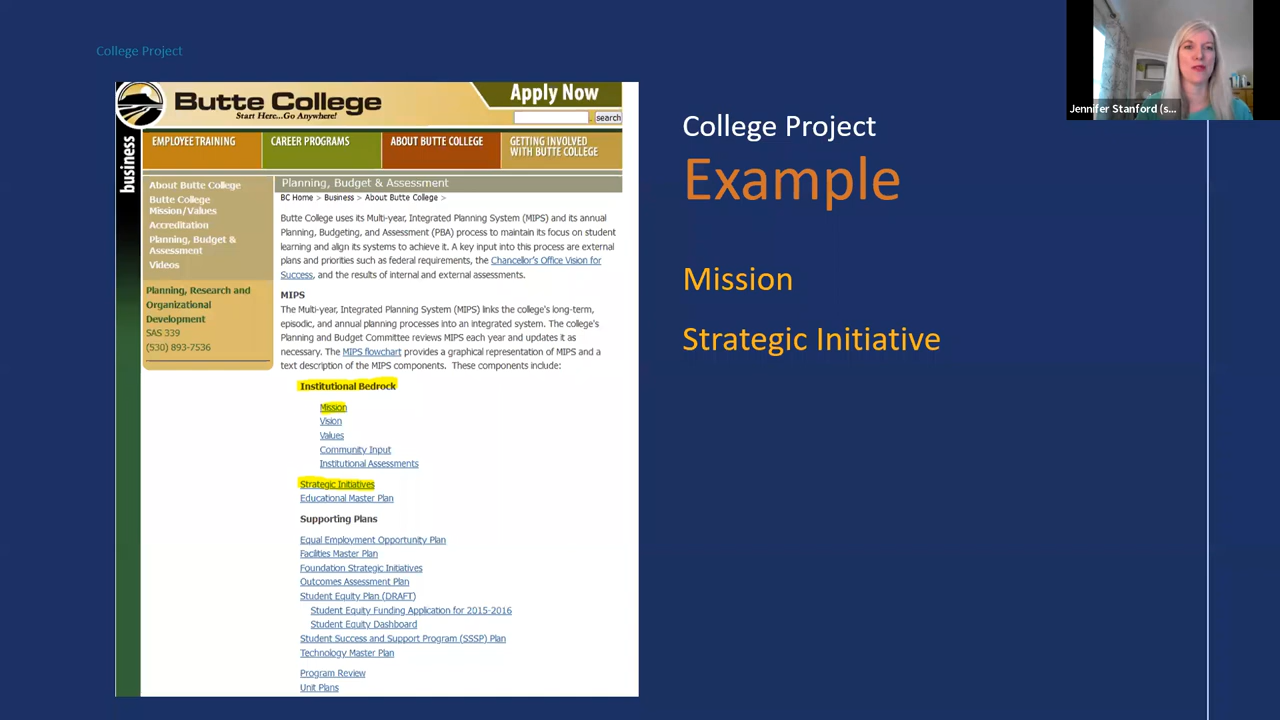 College Project
Jennifer Stanford (s...
Butte College
Start Here...Go Anywhere!
Apply Now
search
business
EMPLOYEE TRAINING
CAREER PROGRAMS
ABOUT BUTTE COLLEGE
GETTING INVOLVED
WITH BUTTE COLLEGE
About Butte College
Butte College
Mission/Values
Accreditation
Planning, Budget &
Assessment
Videos
Planning, Research and
Organizational
Development
SAS 339
(530) 893-7536
Planning, Budget & Assessment
BC Home > Business > About Butte College >
Butte College uses its Multi-year, Integrated Planning System (MIPS) and its annual
Planning, Budgeting, and Assessment (PBA) process to maintain its focus on student
learning and align its systems to achieve it. A key input into this process are external
plans and priorities such as federal requirements, the Chancellor's Office Vision for
Success, and the results of internal and external assessments.
MIPS
The Multi-year, Integrated Planning System (MIPS) links the college's long-term,
episodic, and annual planning processes into an integrated system. The college's
Planning and Budget Committee reviews MIPS each year and updates it as
necessary. The MIPS flowchart provides a graphical representation of MIPS and a
text description of the MIPS components. These components include:
Institutional Bedrock
Mission
Vision
Values
Community Input
Institutional Assessments
Strategic Initiatives
Educational Master Plan
Supporting Plans
Equal Employment Opportunity Plan
Facilities Master Plan
Foundation Strategic Initiatives
Outcomes Assessment Plan
Student Equity Plan (DRAFT)
Student Equity Funding Application for 2015-2016
Student Equity Dashboard
Student Success and Support Program (SSSP) Plan
Technology Master Plan
Program Review
Unit Plans
College Project
Example
Mission
Strategic Initiative